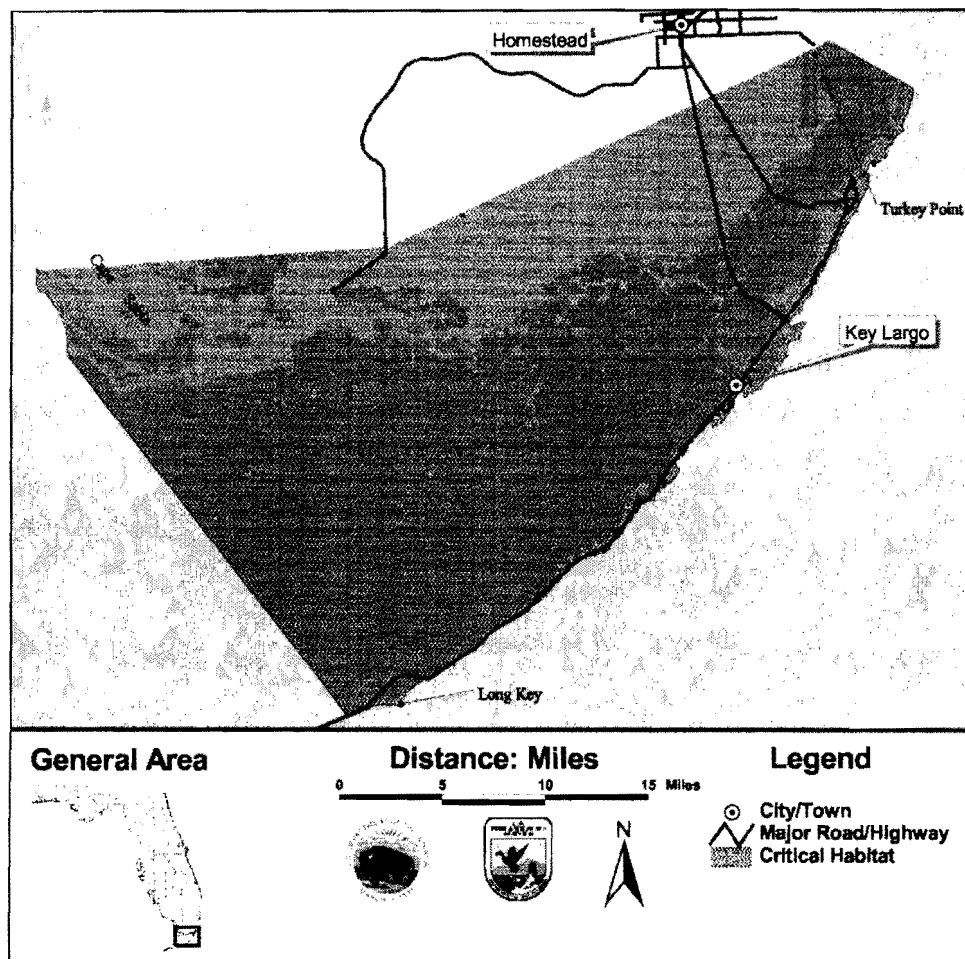 Homestead
Turkey Point
Key Largo
Long Key
General Area
Distance: Miles
0 5 10 15 Miles
N
Legend
City/Town
Major Road/Highway
Critical Habitat